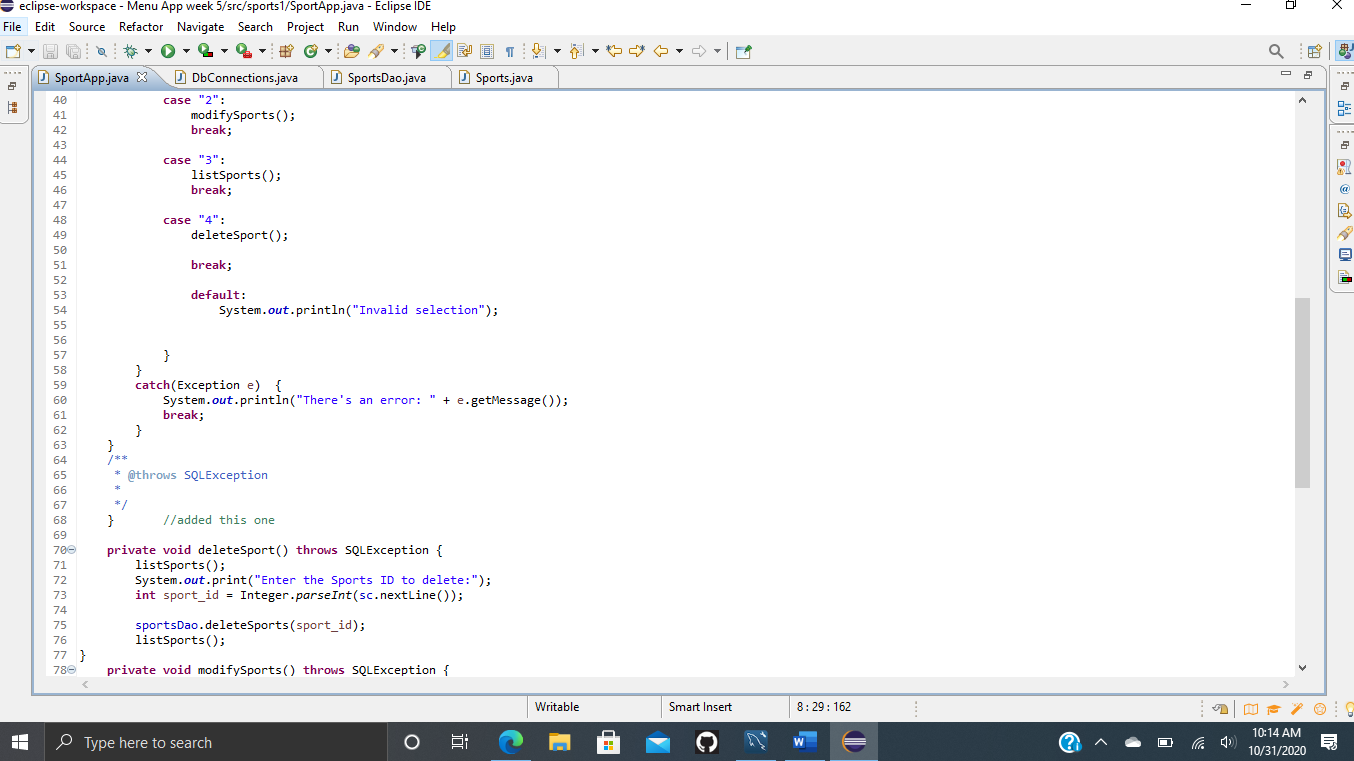 eclipse-workspace - Menu App week 5/src/sports1/SportApp.java - Eclipse IDE
File Edit Source Refactor Navigate Search Project Run Window Help
SportApp.java DbConnections.java SportsDao.java Sports.java
40 case "2":
41 modifySports();
42 break;
43
44 case "3":
45 listSports();
46 break;
47
48 case "4":
49 deleteSport();
50
51 break;
52
53 default:
54 System.out.println("Invalid selection");
55
56
57 }
58 }
59 catch(Exception e) {
60 System.out.println("There's an error: " + e.getMessage());
61 break;
62 }
63 }
64 /**
65 * @throws SQLException
66 *
67 */
68 } //added this one
69
70 private void deleteSport() throws SQLException {
71 listSports();
72 System.out.print("Enter the Sports ID to delete:");
73 int sport_id = Integer.parseInt(sc.nextLine());
74
75 sportsDao.deleteSports(sport_id);
76 listSports();
77 }
78 private void modifySports() throws SQLException {
Writable Smart Insert 8 : 29 : 162
Type here to search
10:14 AM
10/31/2020